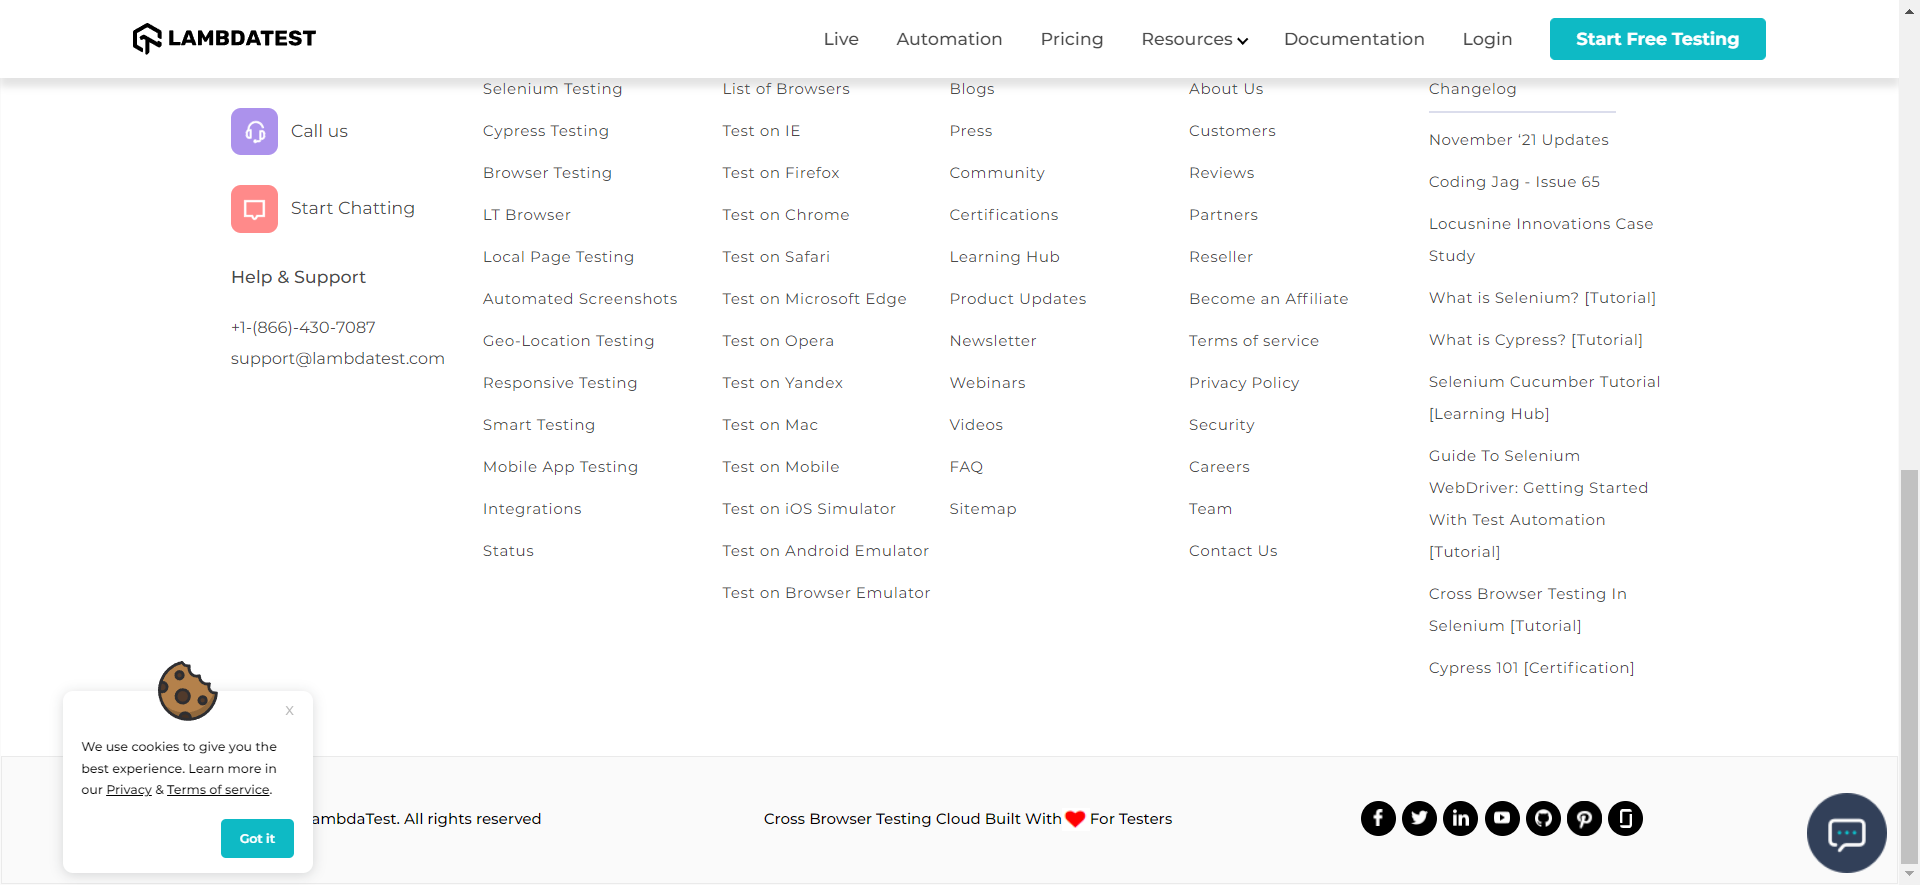 LAMBDATEST
Live
Automation
Pricing
Resources
Documentation
Login
Start Free Testing
Call us
Start Chatting
Help & Support
+1-(866)-430-7087
support@lambdatest.com
Selenium Testing
Cypress Testing
Browser Testing
LT Browser
Local Page Testing
Automated Screenshots
Geo-Location Testing
Responsive Testing
Smart Testing
Mobile App Testing
Integrations
Status
List of Browsers
Test on IE
Test on Firefox
Test on Chrome
Test on Safari
Test on Microsoft Edge
Test on Opera
Test on Yandex
Test on Mac
Test on Mobile
Test on iOS Simulator
Test on Android Emulator
Test on Browser Emulator
Blogs
Press
Community
Certifications
Learning Hub
Product Updates
Newsletter
Webinars
Videos
FAQ
Sitemap
About Us
Customers
Reviews
Partners
Reseller
Become an Affiliate
Terms of service
Privacy Policy
Security
Careers
Team
Contact Us
Changelog
November ‘21 Updates
Coding Jag - Issue 65
Locusnine Innovations Case
Study
What is Selenium? [Tutorial]
What is Cypress? [Tutorial]
Selenium Cucumber Tutorial
[Learning Hub]
Guide To Selenium
WebDriver: Getting Started
With Test Automation
[Tutorial]
Cross Browser Testing In
Selenium [Tutorial]
Cypress 101 [Certification]
X
We use cookies to give you the
best experience. Learn more in
our Privacy & Terms of service.
Got it
ambdaTest. All rights reserved
Cross Browser Testing Cloud Built With For Testers